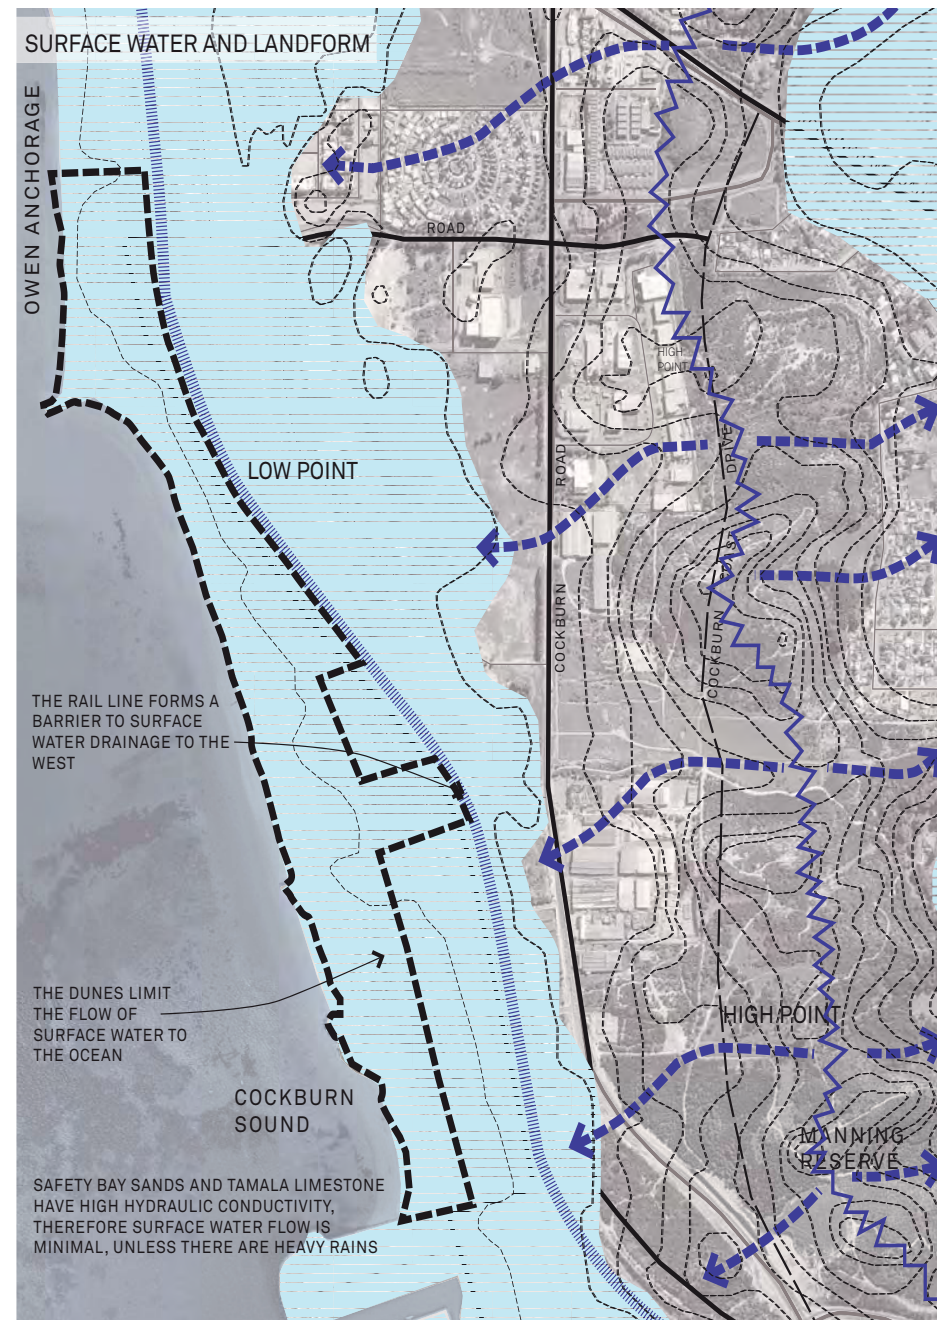 SURFACE WATER AND LANDFORM
OWEN ANCHORAGE
ROAD
HIGH
POINT
LOW POINT
ROAD
DRIVE
COCKBURN
COCKBURN
THE RAIL LINE FORMS A
BARRIER TO SURFACE
WATER DRAINAGE TO THE
WEST
THE DUNES LIMIT
THE FLOW OF
SURFACE WATER TO
THE OCEAN
HIGH POINT
COCKBURN
SOUND
MANNING
RESERVE
SAFETY BAY SANDS AND TAMALA LIMESTONE
HAVE HIGH HYDRAULIC CONDUCTIVITY,
THEREFORE SURFACE WATER FLOW IS
MINIMAL, UNLESS THERE ARE HEAVY RAINS